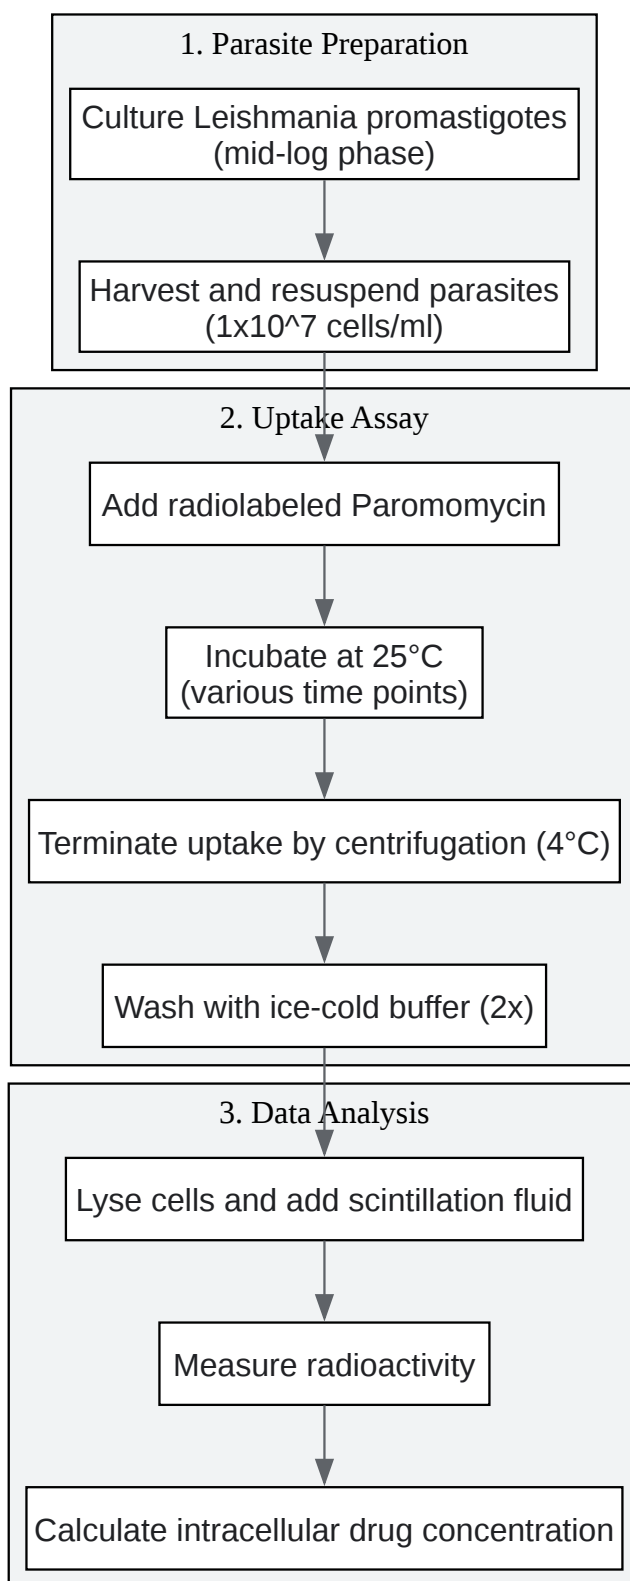 1. Parasite Preparation
Culture Leishmania promastigotes
(mid-log phase)
Harvest and resuspend parasites
(1x10^7 cells/ml)
2. Uptake Assay
Add radiolabeled Paromomycin
Incubate at 25°C
(various time points)
Terminate uptake by centrifugation (4°C)
Wash with ice-cold buffer (2x)
3. Data Analysis
Lyse cells and add scintillation fluid
Measure radioactivity
Calculate intracellular drug concentration